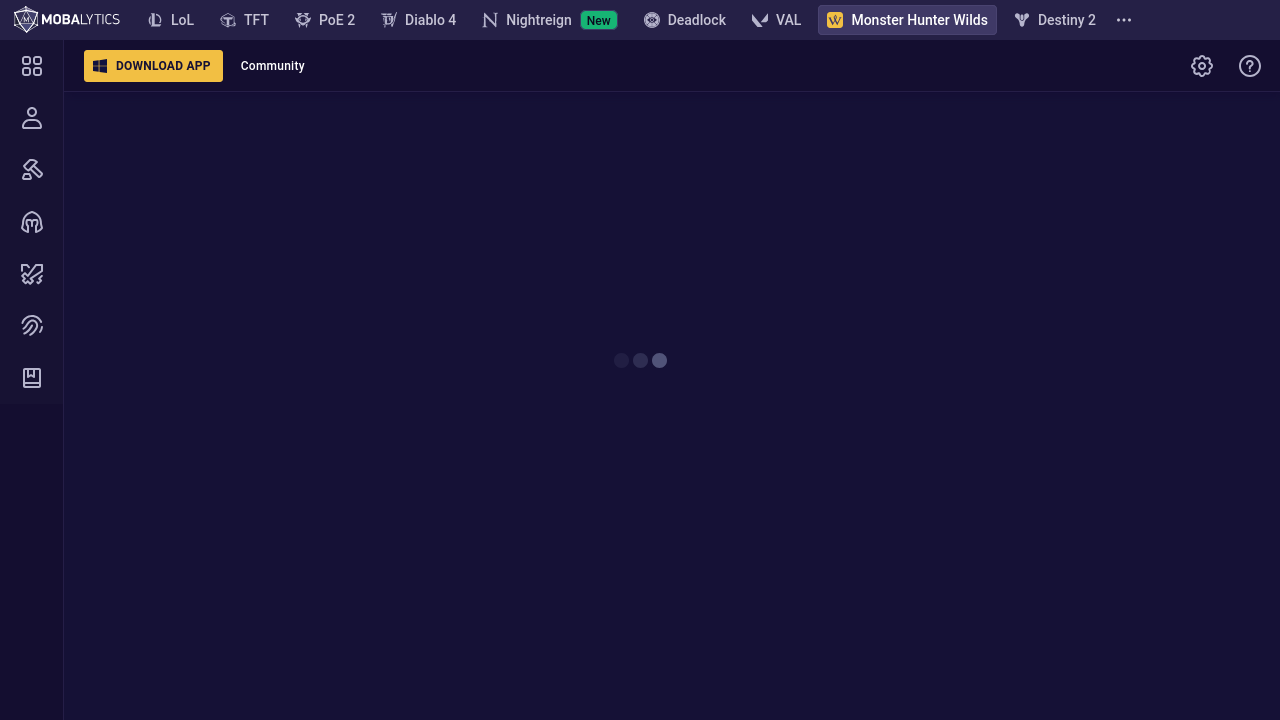 MOBALYTICS
LoL
TFT
PoE 2
Diablo 4
Nightreign New
Deadlock
VAL
Monster Hunter Wilds
Destiny 2
DOWNLOAD APP
Community